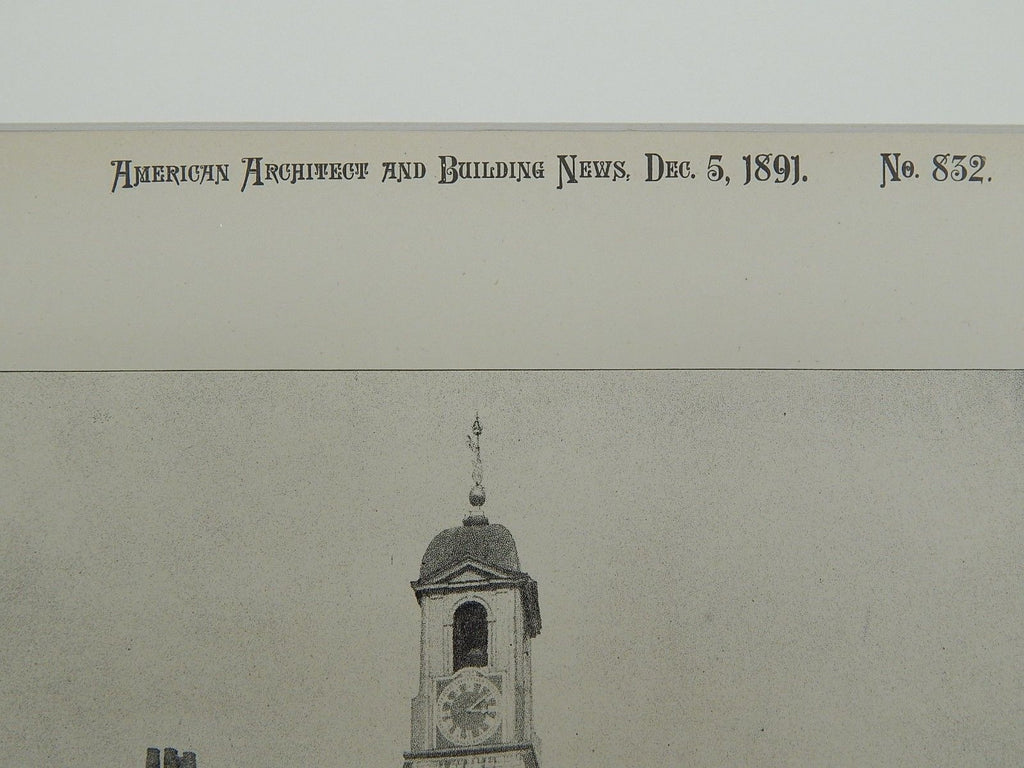 American Architect and Building News, Dec. 5, 1891. No. 832.